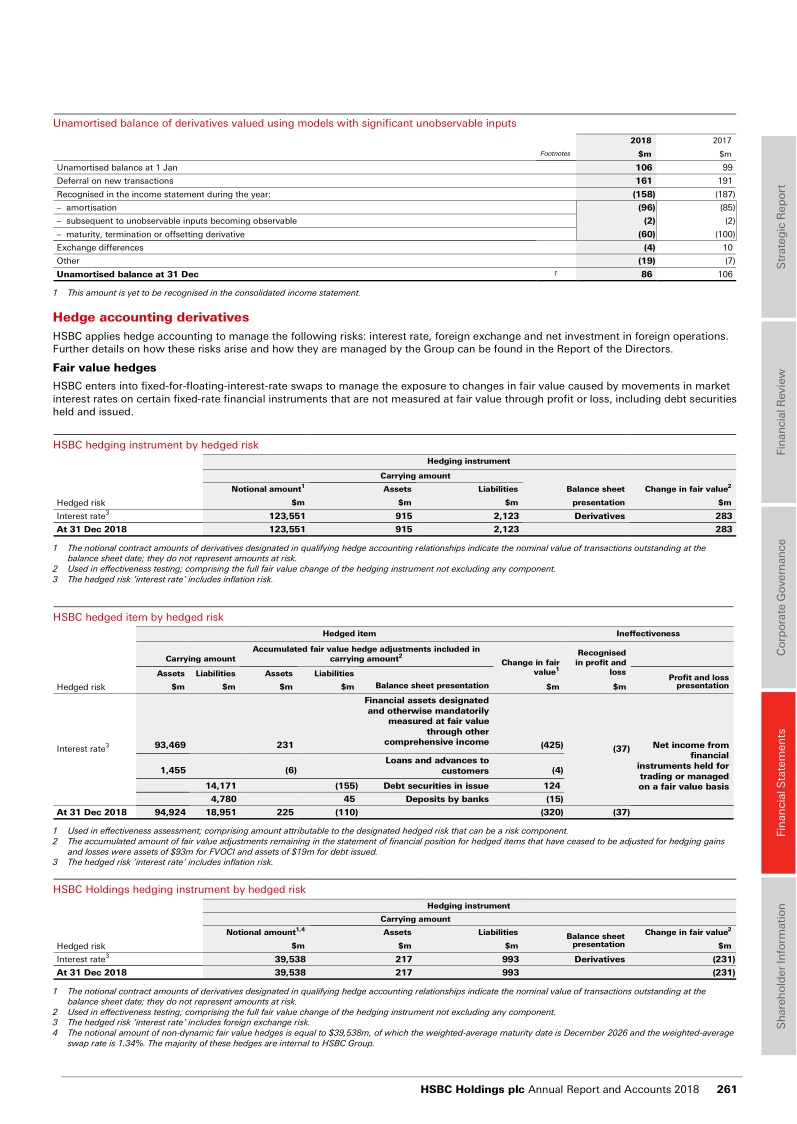 Unamortised balance of derivatives valued using models with significant unobservable inputs
2018 2017
Footnotes $m $m
Unamortised balance at 1 Jan 106 99
Deferral on new transactions 161 191
Recognised in the income statement during the year: (158) (187)
– amortisation (96) (85)
– subsequent to unobservable inputs becoming observable (2) (2)
– maturity, termination or offsetting derivative (60) (100)
Exchange differences (4) 10
Other (19) (7)
Unamortised balance at 31 Dec 1 86 106
1 This amount is yet to be recognised in the consolidated income statement.
Hedge accounting derivatives
HSBC applies hedge accounting to manage the following risks: interest rate, foreign exchange and net investment in foreign operations.
Further details on how these risks arise and how they are managed by the Group can be found in the Report of the Directors.
Fair value hedges
HSBC enters into fixed-for-floating-interest-rate swaps to manage the exposure to changes in fair value caused by movements in market
interest rates on certain fixed-rate financial instruments that are not measured at fair value through profit or loss, including debt securities
held and issued.
HSBC hedging instrument by hedged risk
Hedging instrument
Carrying amount
Notional amount1 Assets Liabilities Balance sheet Change in fair value2
Hedged risk $m $m $m presentation $m
Interest rate3 123,551 915 2,123 Derivatives 283
At 31 Dec 2018 123,551 915 2,123 283
1 The notional contract amounts of derivatives designated in qualifying hedge accounting relationships indicate the nominal value of transactions outstanding at the
balance sheet date; they do not represent amounts at risk.
2 Used in effectiveness testing; comprising the full fair value change of the hedging instrument not excluding any component.
3 The hedged risk ‘interest rate’ includes inflation risk.
HSBC hedged item by hedged risk
Hedged item Ineffectiveness
Carrying amount
Accumulated fair value hedge adjustments included in
carrying amount2
Change in fair
value1
Recognised
in profit and
loss
Profit and loss
presentation
Assets Liabilities Assets Liabilities
Hedged risk $m $m $m $m Balance sheet presentation $m $m
Interest rate3 93,469 231
Financial assets designated
and otherwise mandatorily
measured at fair value
through other
comprehensive income
(425) (37)
Net income from
financial
instruments held for
trading or managed
on a fair value basis
1,455 (6) Loans and advances to
customers (4)
14,171 (155) Debt securities in issue 124
4,780 45 Deposits by banks (15)
At 31 Dec 2018 94,924 18,951 225 (110) (320) (37)
1 Used in effectiveness assessment; comprising amount attributable to the designated hedged risk that can be a risk component.
2 The accumulated amount of fair value adjustments remaining in the statement of financial position for hedged items that have ceased to be adjusted for hedging gains
and losses were assets of $93m for FVOCI and assets of $19m for debt issued.
3 The hedged risk ‘interest rate’ includes inflation risk.
HSBC Holdings hedging instrument by hedged risk
Hedging instrument
Carrying amount
Notional amount1,4 Assets Liabilities Balance sheet
presentation Change in fair value2
Hedged risk $m $m $m $m
Interest rate3 39,538 217 993 Derivatives (231)
At 31 Dec 2018 39,538 217 993 (231)
1 The notional contract amounts of derivatives designated in qualifying hedge accounting relationships indicate the nominal value of transactions outstanding at the
balance sheet date; they do not represent amounts at risk.
2 Used in effectiveness testing; comprising the full fair value change of the hedging instrument not excluding any component.
3 The hedged risk ‘interest rate’ includes foreign exchange risk.
4 The notional amount of non-dynamic fair value hedges is equal to $39,538m, of which the weighted-average maturity date is December 2026 and the weighted-average
swap rate is 1.34%. The majority of these hedges are internal to HSBC Group.
HSBC Holdings plc Annual Report and Accounts 2018 261
Strategic Report
Financial Review
Corporate Governance
Financial Statements
Shareholder Information